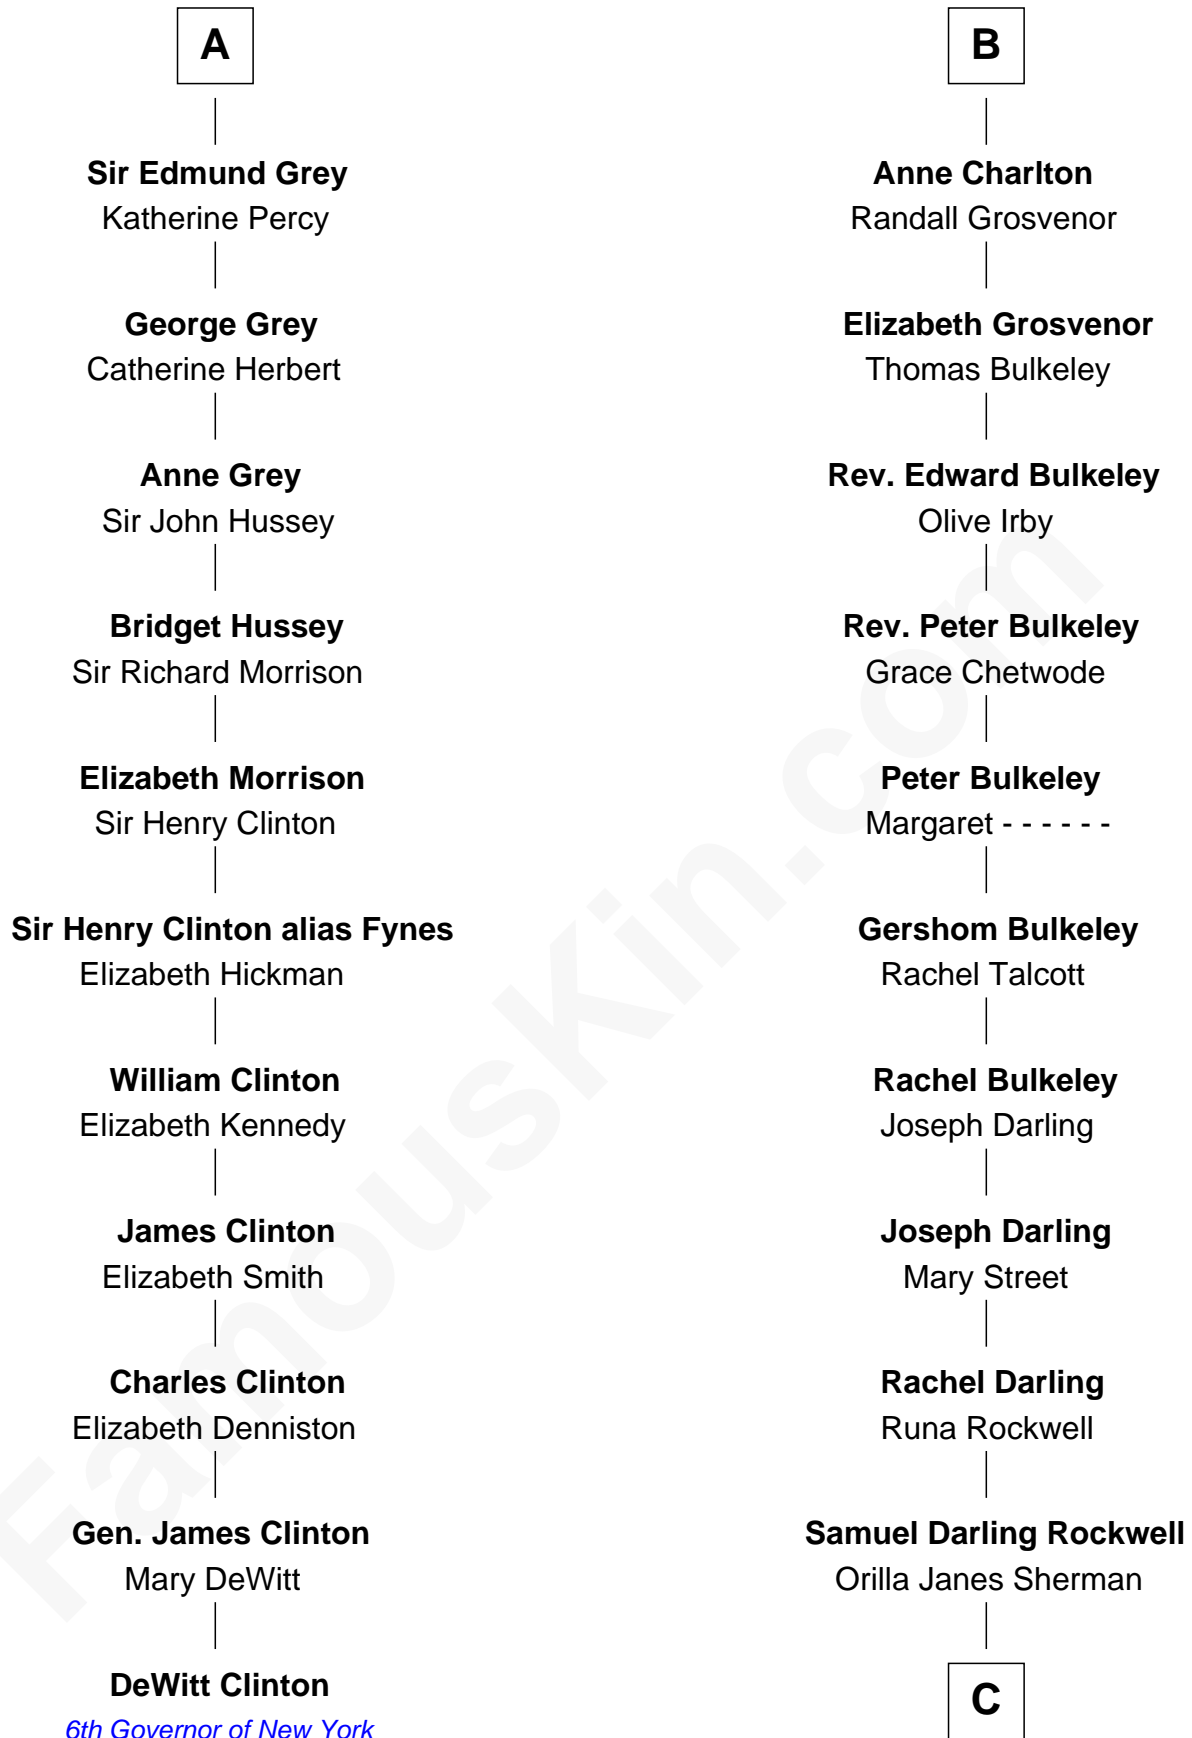 A
Sir Edmund Grey
Katherine Percy
George Grey
Catherine Herbert
Anne Grey
Sir John Hussey
Bridget Hussey
Sir Richard Morrison
Elizabeth Morrison
Sir Henry Clinton
Sir Henry Clinton alias Fynes
Elizabeth Hickman
William Clinton
Elizabeth Kennedy
James Clinton
Elizabeth Smith
Charles Clinton
Elizabeth Denniston
Gen. James Clinton
Mary DeWitt
DeWitt Clinton
6th Governor of New York
B
Anne Charlton
Randall Grosvenor
Elizabeth Grosvenor
Thomas Bulkeley
Rev. Edward Bulkeley
Olive Irby
Rev. Peter Bulkeley
Grace Chetwode
Peter Bulkeley
Margaret - - - - - -
Gershom Bulkeley
Rachel Talcott
Rachel Bulkeley
Joseph Darling
Joseph Darling
Mary Street
Rachel Darling
Runa Rockwell
Samuel Darling Rockwell
Orilla Janes Sherman
C
FamousKin.com